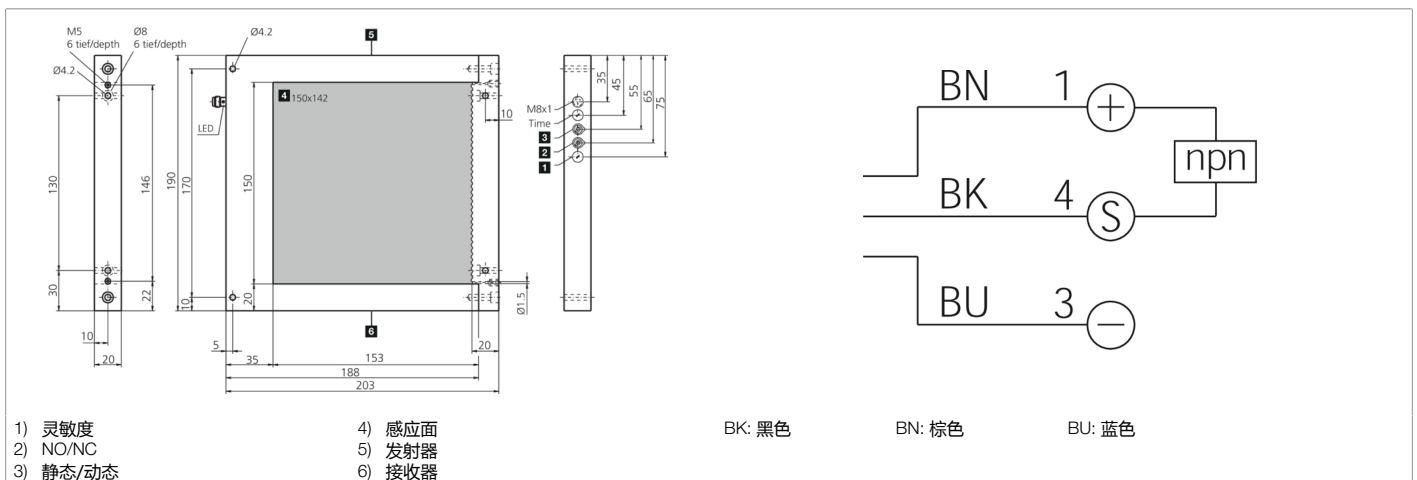 M5
6 tief/depth
Ø8
6 tief/depth
Ø4.2
130
146
30
22
10
20
Ø4.2
5
LED
4 150x142
190
170
150
20
10
10
Ø1.5
5
35
153
20
188
203
6
35
45
55
65
75
M8x1
Time
3
2
1
BN 1 +
npn
BK 4 S
BU 3 −
1) 灵敏度
2) NO/NC
3) 静态/动态
4) 感应面
5) 发射器
6) 接收器
BK: 黑色
BN: 棕色
BU: 蓝色